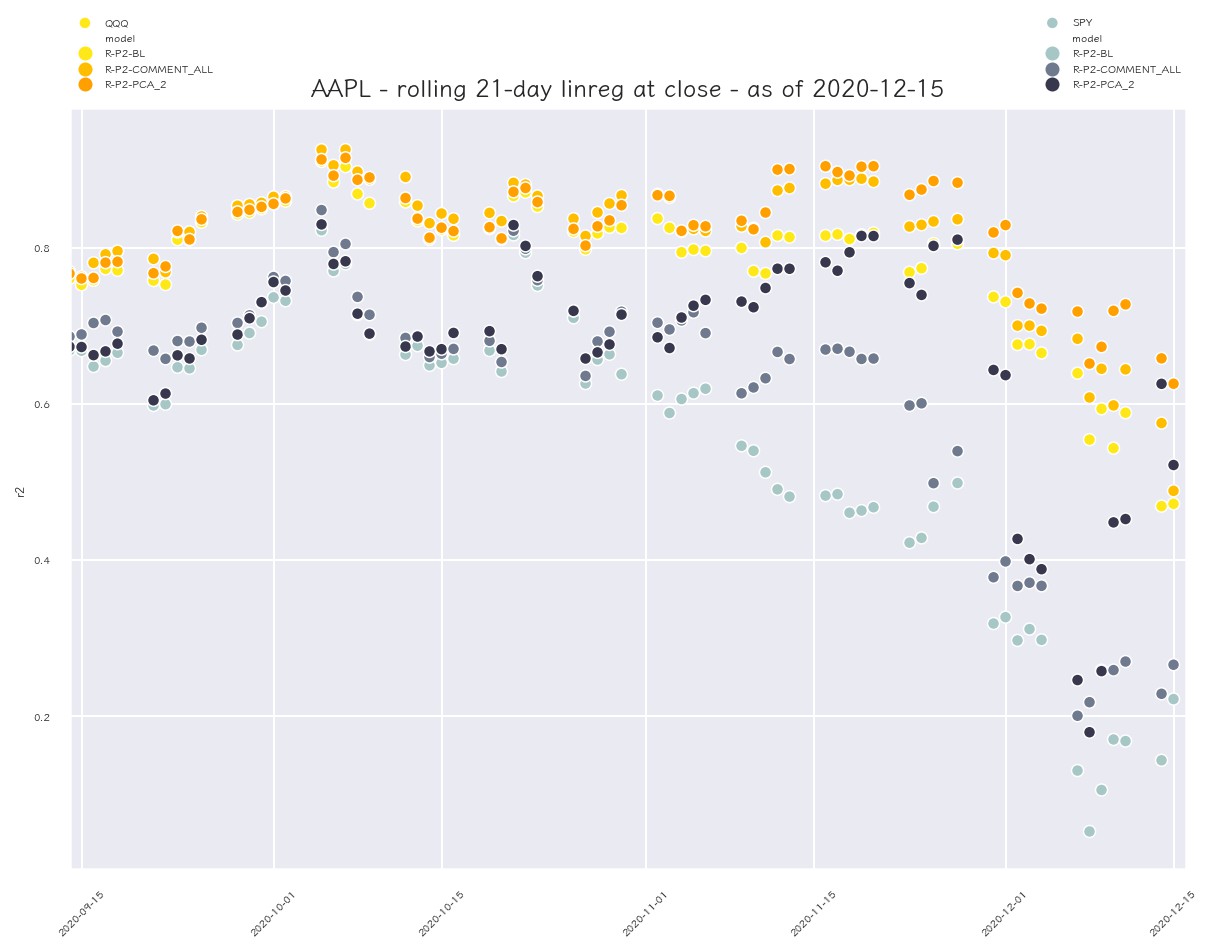 QQQ
model
R-P2-BL
R-P2-COMMENT_ALL
R-P2-PCA_2
SPY
model
R-P2-BL
R-P2-COMMENT_ALL
R-P2-PCA_2
AAPL - rolling 21-day linreg at close - as of 2020-12-15
r2
0.8
0.6
0.4
0.2
2020-09-15
2020-10-01
2020-10-15
2020-11-01
2020-11-15
2020-12-01
2020-12-15